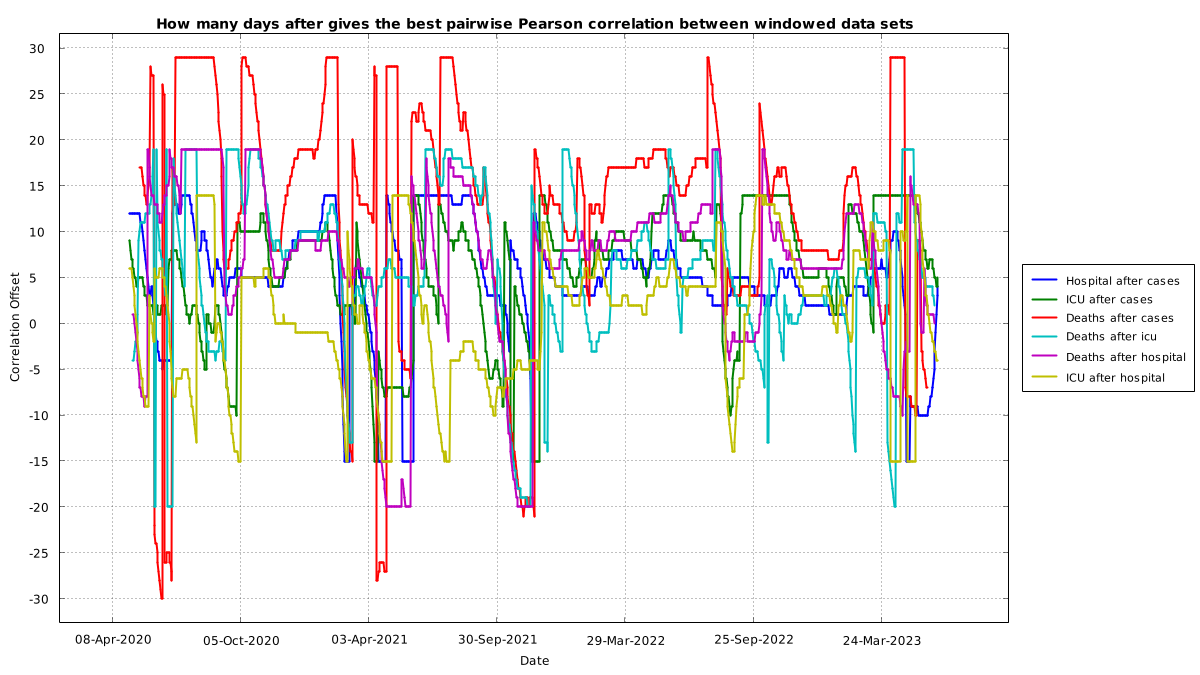 How many days after gives the best pairwise Pearson correlation between windowed data sets
30
25
20
15
10
5
0
-5
-10
-15
-20
-25
-30
Correlation Offset
08-Apr-2020 05-Oct-2020 03-Apr-2021 30-Sep-2021 29-Mar-2022 25-Sep-2022 24-Mar-2023
Date
Hospital after cases
ICU after cases
Deaths after cases
Deaths after icu
Deaths after hospital
ICU after hospital